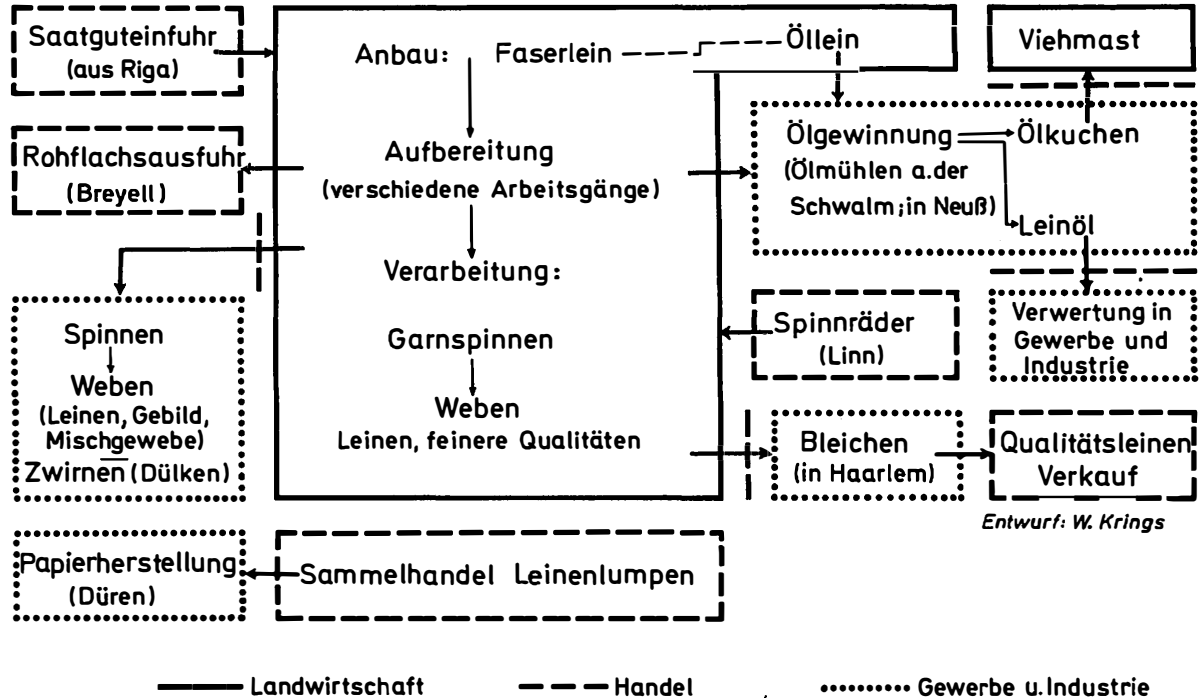 Saatguteinfuhr
(aus Riga)
Anbau: Faserlein Öllein
Viehmast
Rohflachsausfuhr
(Breyell)
Aufbereitung
(verschiedene Arbeitsgänge)
Ölgewinnung
(Ölmühlen a.der
Schwalm; in Neuß)
Ölkuchen
Leinöl
Verarbeitung:
Garnspinnen
Weben
Leinen, feinere Qualitäten
Spinnen
Weben
(Leinen, Gebild,
Mischgewebe)
Zwirnen (Dülken)
Spinnräder
(Linn)
Verwertung in
Gewerbe und
Industrie
Bleichen
(in Haarlem)
Qualitätsleinen
Verkauf
Entwurf: W. Krings
Papierherstellung
(Düren)
Sammelhandel Leinenlumpen
Landwirtschaft
Handel
Gewerbe u. Industrie